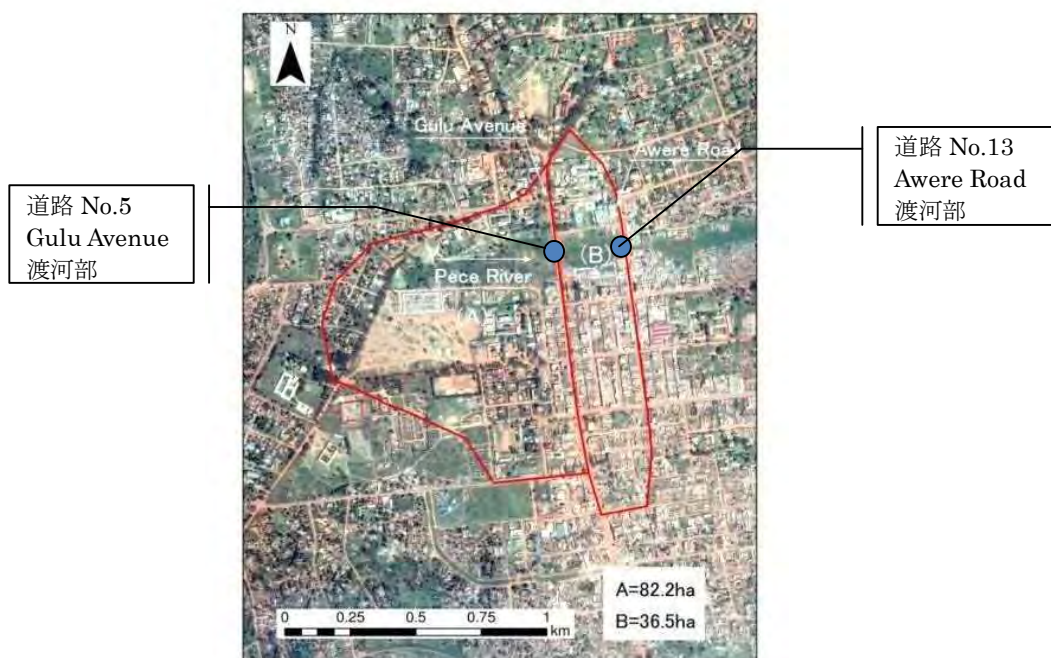 N
Gulu Avenue
Awere Road
道路 No.13
Awere Road
渡河部
道路 No.5
Gulu Avenue
渡河部
(B)
Pece River
(A)
A=82.2ha
B=36.5ha
0 0.25 0.5 0.75 1
km